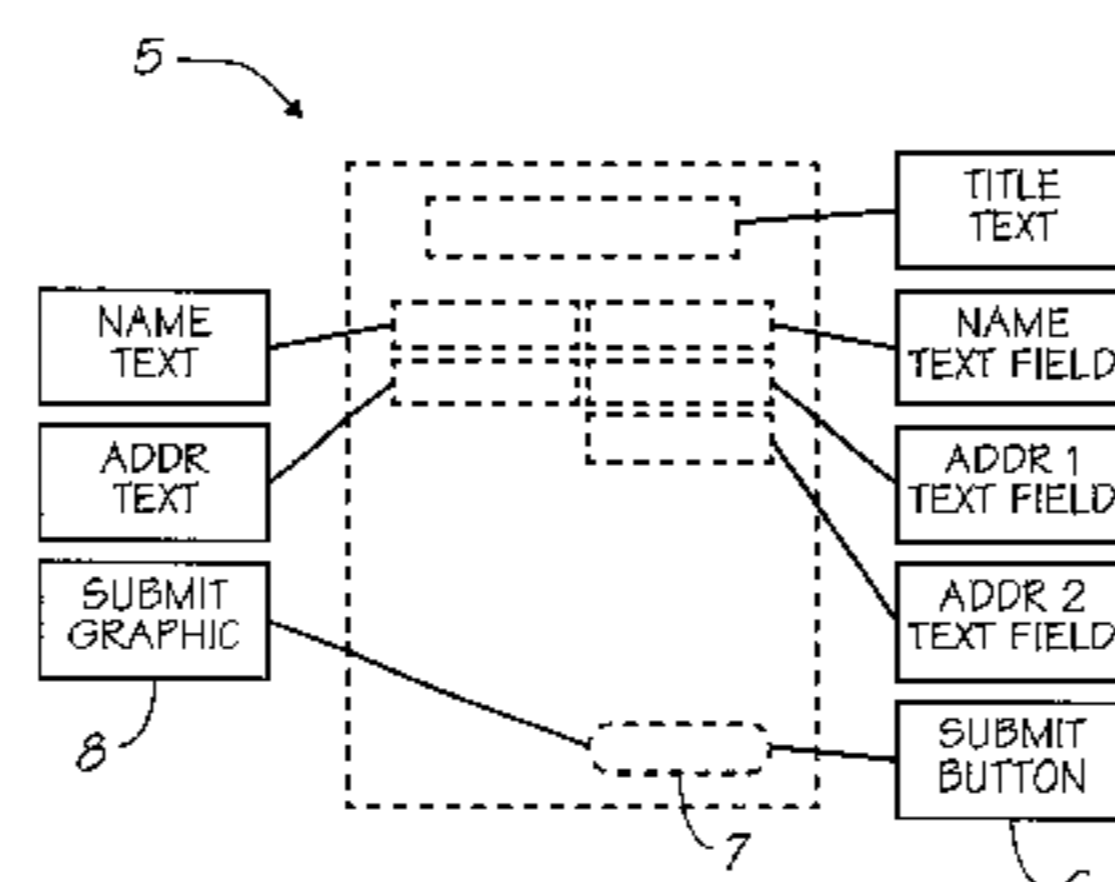 5
TITLE
TEXT
NAME
TEXT
NAME
TEXT FIELD
ADDR
TEXT
ADDR 1
TEXT FIELD
SUBMIT
GRAPHIC
ADDR 2
TEXT FIELD
8
SUBMIT
BUTTON
7